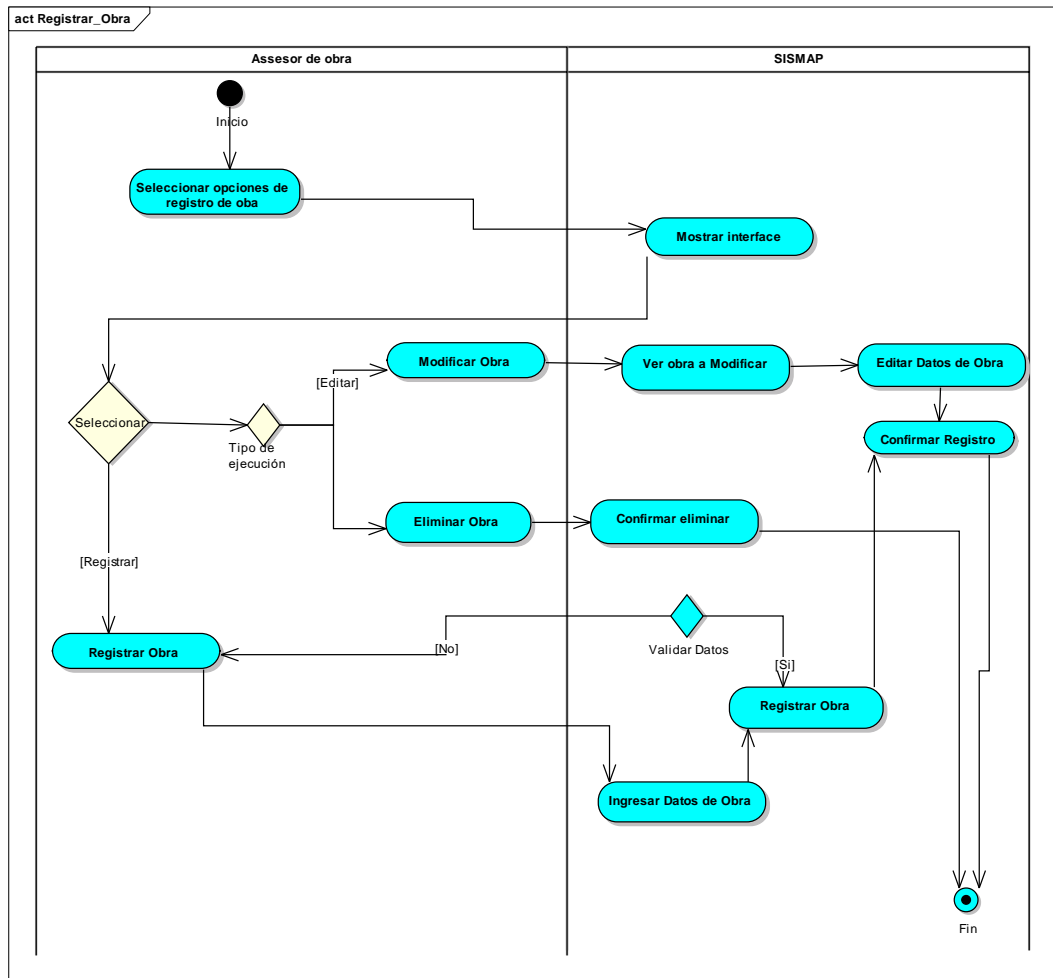 act Registrar_Obra
Assesor de obra
SISMAP
Inicio
Seleccionar opciones de
registro de oba
Mostrar interface
Modificar Obra
Ver obra a Modificar
Editar Datos de Obra
[Editar]
Seleccionar
Tipo de
ejecución
Confirmar Registro
Eliminar Obra
Confirmar eliminar
[Registrar]
Registrar Obra
[No]
Validar Datos
[Si]
Registrar Obra
Ingresar Datos de Obra
Fin